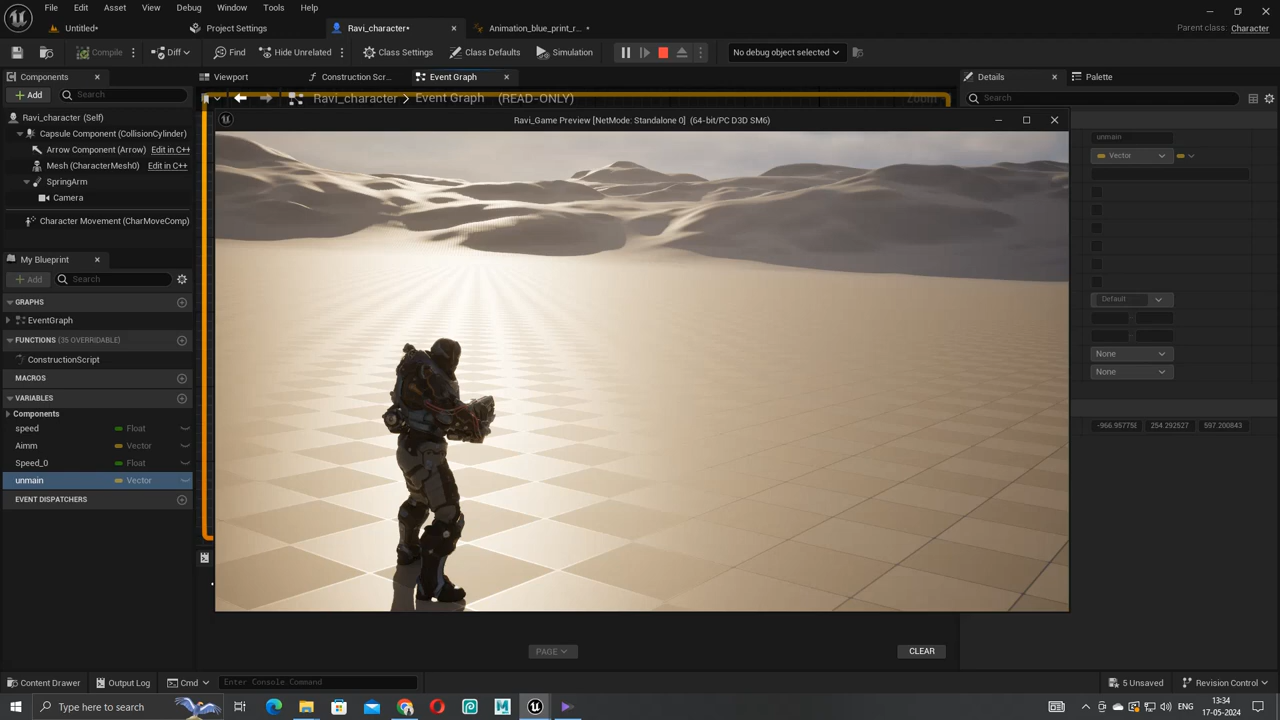 File Edit Asset View Debug Window Tools Help
Untitled* Project Settings Ravi_character* Animation_blue_print_r... • Parent class: Character
Compile Diff Find Hide Unrelated Class Settings Class Defaults Simulation No debug object selected
Components Viewport Construction Scr... Event Graph Details Palette
Add Search Ravi_character > Event Graph (READ-ONLY) Zoom Search
Ravi_character (Self)
Ravi_Game Preview [NetMode: Standalone 0] (64-bit/PC D3D SM6)
Capsule Component (CollisionCylinder)
unmain
Arrow Component (Arrow) Edit in C++
Vector
Mesh (CharacterMesh0) Edit in C++
SpringArm
Camera
Character Movement (CharMoveComp)
My Blueprint
Add Search
GRAPHS
Default
EventGraph
FUNCTIONS (35 OVERRIDABLE)
None
ConstructionScript
None
MACROS
VARIABLES
Components
speed Float
-966.95775 254.292527 597.200843
Aimm Vector
Speed_0 Float
unmain Vector
EVENT DISPATCHERS
PAGE CLEAR
Content Drawer Output Log Cmd Enter Console Command 5 Unsaved Revision Control
Type here to search ENG 13:34
17-05-2024